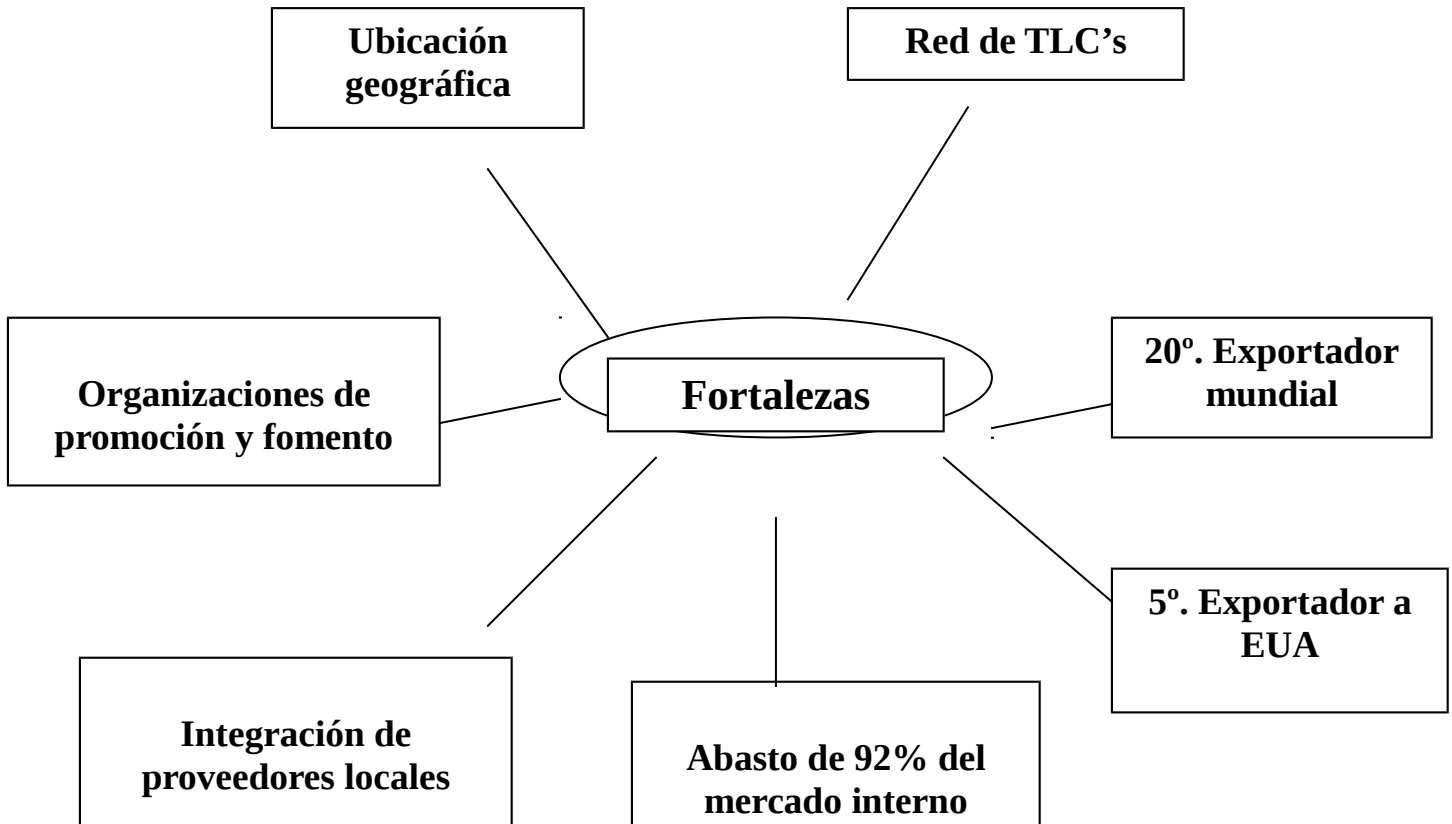 Ubicación
geográfica
Red de TLC’s
Organizaciones de
promoción y fomento
Fortalezas
20º. Exportador
mundial
5º. Exportador a
EUA
Integración de
proveedores locales
Abasto de 92% del
mercado interno